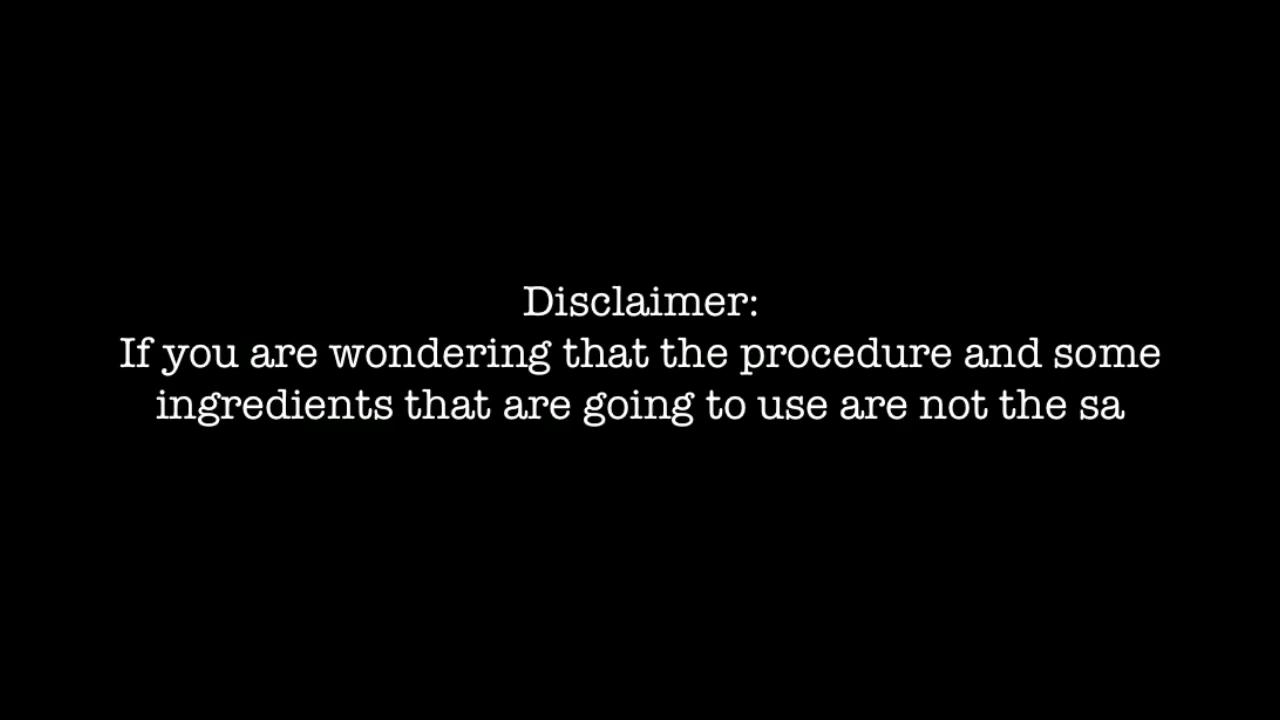 Disclaimer:
If you are wondering that the procedure and some
ingredients that are going to use are not the sa